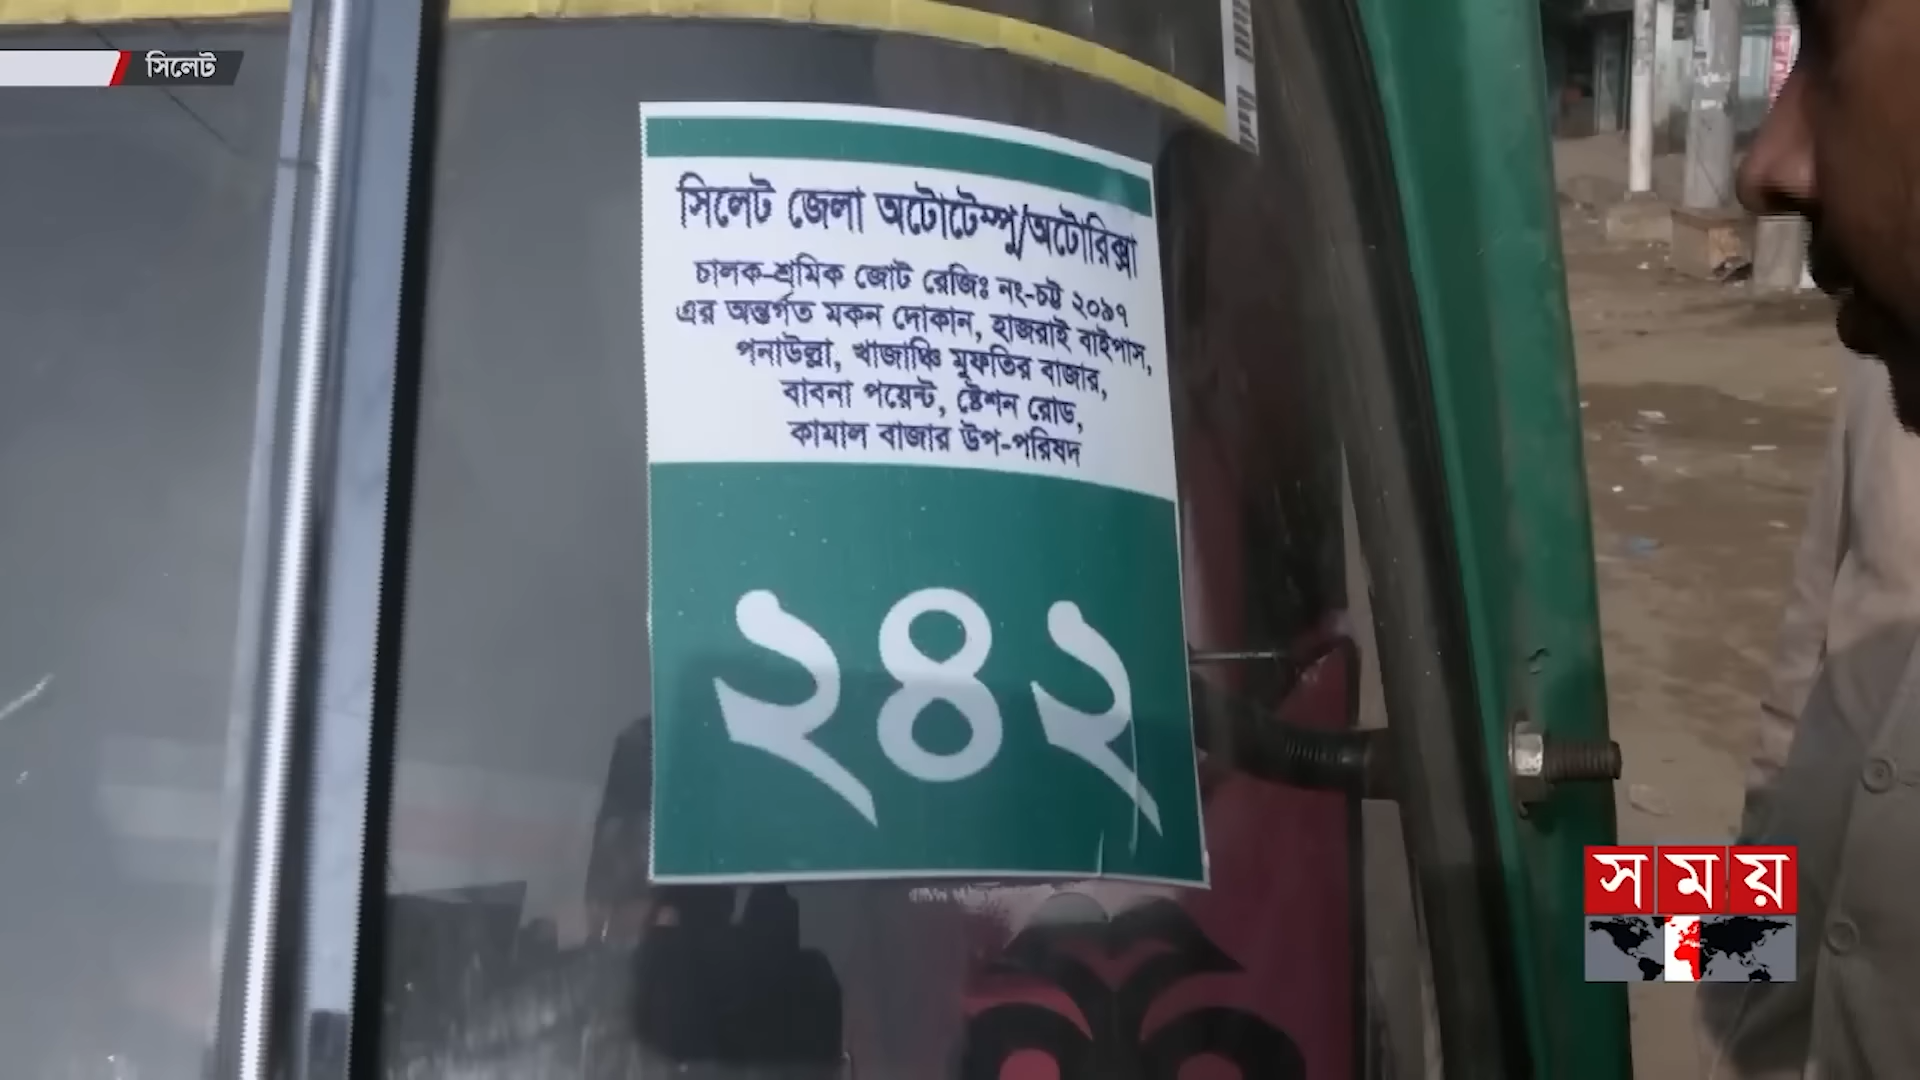 সিলেট
সিলেট জেলা অটোটেম্পু/অটোরিক্সা
চালক-শ্রমিক জোট রেজিঃ নং-চট্ট ২০৯৭
এর অন্তর্গত মকন দোকান, হাজরাই বাইপাস,
পনাউল্লা, খাজাঞ্চি মুফতির বাজার,
বাবনা পয়েন্ট, ষ্টেশন রোড,
কামাল বাজার উপ-পরিষদ
২৪২
সময়